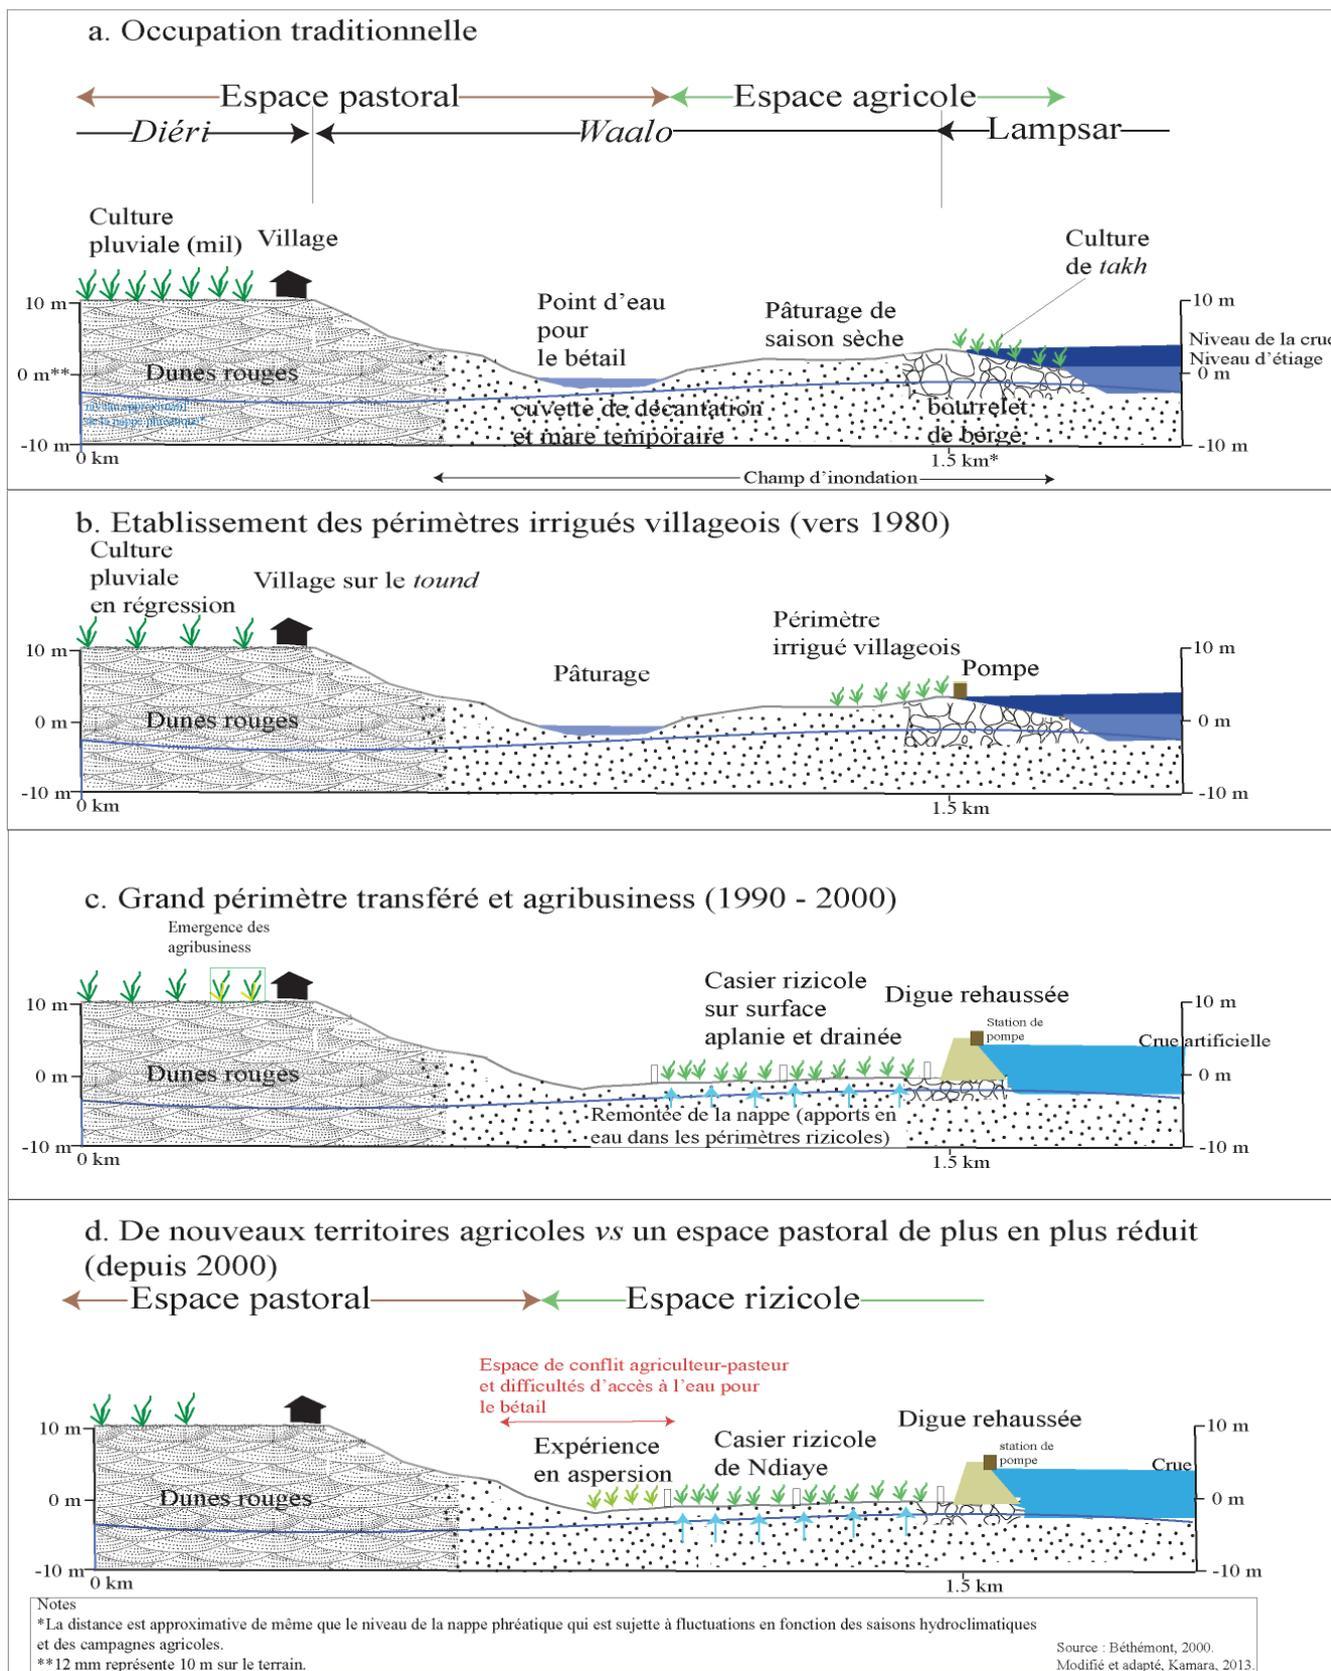 a. Occupation traditionnelle
Espace pastoral
Espace agricole
Diéri
Waalo
Lampsar
Culture
pluviale (mil)
Village
Culture
de takh
Point d'eau
pour
le bétail
Pâturage de
saison sèche
10 m
10 m
Niveau de la crue
Niveau d'étiage
0 m**
0 m
Dunes rouges
niveau approximatif
de la nappe phréatique*
cuvette de décantation
et mare temporaire
bourrelet
de berge
-10 m
-10 m
0 km
1.5 km*
Champ d'inondation
b. Etablissement des périmètres irrigués villageois (vers 1980)
Culture
pluviale
en régression
Village sur le tound
Périmètre
irrigué villageois
Pompe
Pâturage
10 m
10 m
0 m
0 m
Dunes rouges
-10 m
-10 m
0 km
1.5 km
c. Grand périmètre transféré et agribusiness (1990 - 2000)
Emergence des
agribusiness
Casier rizicole
sur surface
aplanie et drainée
Digue rehaussée
Station de
pompe
10 m
10 m
Crue artificielle
0 m
0 m
Dunes rouges
Remontée de la nappe (apports en
eau dans les périmètres rizicoles)
-10 m
-10 m
0 km
1.5 km
d. De nouveaux territoires agricoles vs un espace pastoral de plus en plus réduit
(depuis 2000)
Espace pastoral
Espace rizicole
Espace de conflit agriculteur-pasteur
et difficultés d'accès à l'eau pour
le bétail
Expérience
en aspersion
Casier rizicole
de Ndiaye
Digue rehaussée
station de
pompe
10 m
10 m
Crue
0 m
0 m
Dunes rouges
-10 m
-10 m
0 km
1.5 km
Notes
*La distance est approximative de même que le niveau de la nappe phréatique qui est sujette à fluctuations en fonction des saisons hydroclimatiques
et des campagnes agricoles.
**12 mm représente 10 m sur le terrain.
Source : Béthémont, 2000.
Modifié et adapté, Kamara, 2013.